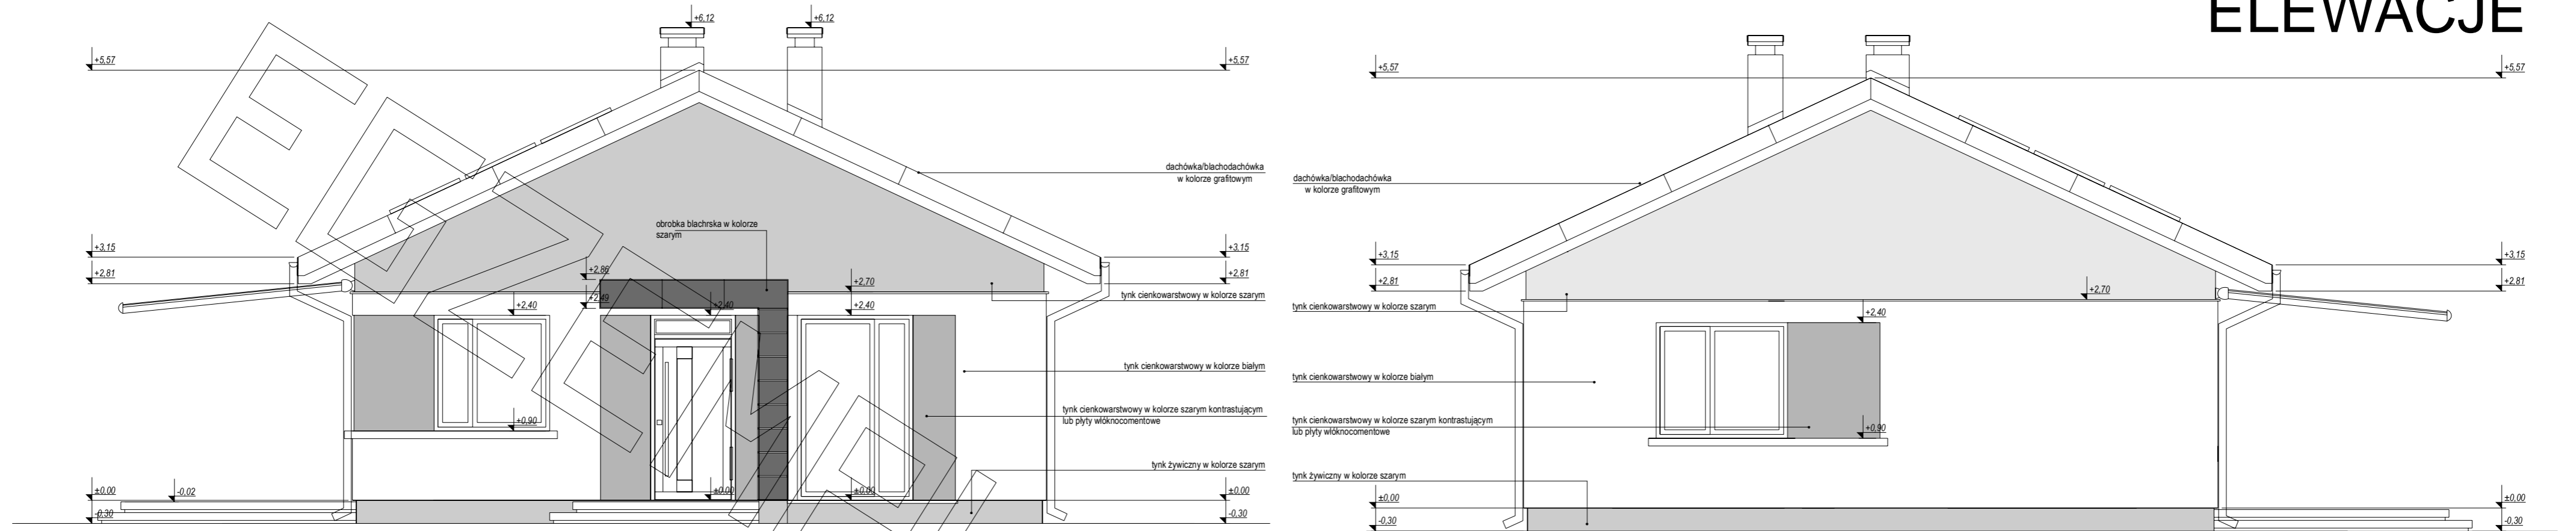 ELEWACJE
+6,12
+6,12
+5,57
+5,57
dachówka/blachodachówka
w kolorze grafitowym
obrobka blachrska w kolorze
szarym
+3,15
+3,15
+2,81
+2,81
+2,86
+2,49
+2,70
+2,40
+2,40
+2,40
tynk cienkowarstwowy w kolorze szarym
tynk cienkowarstwowy w kolorze białym
tynk cienkowarstwowy w kolorze szarym kontrastującym
lub płyty włóknocomentowe
+0,90
tynk żywiczny w kolorze szarym
±0,00
-0,02
±0,00
±0,00
±0,00
-0,30
-0,30
+5,57
+5,57
dachówka/blachodachówka
w kolorze grafitowym
+3,15
+3,15
+2,81
+2,81
+2,70
+2,40
tynk cienkowarstwowy w kolorze szarym
tynk cienkowarstwowy w kolorze białym
tynk cienkowarstwowy w kolorze szarym kontrastującym
lub płyty włóknocomentowe
+0,90
tynk żywiczny w kolorze szarym
±0,00
±0,00
-0,30
-0,30